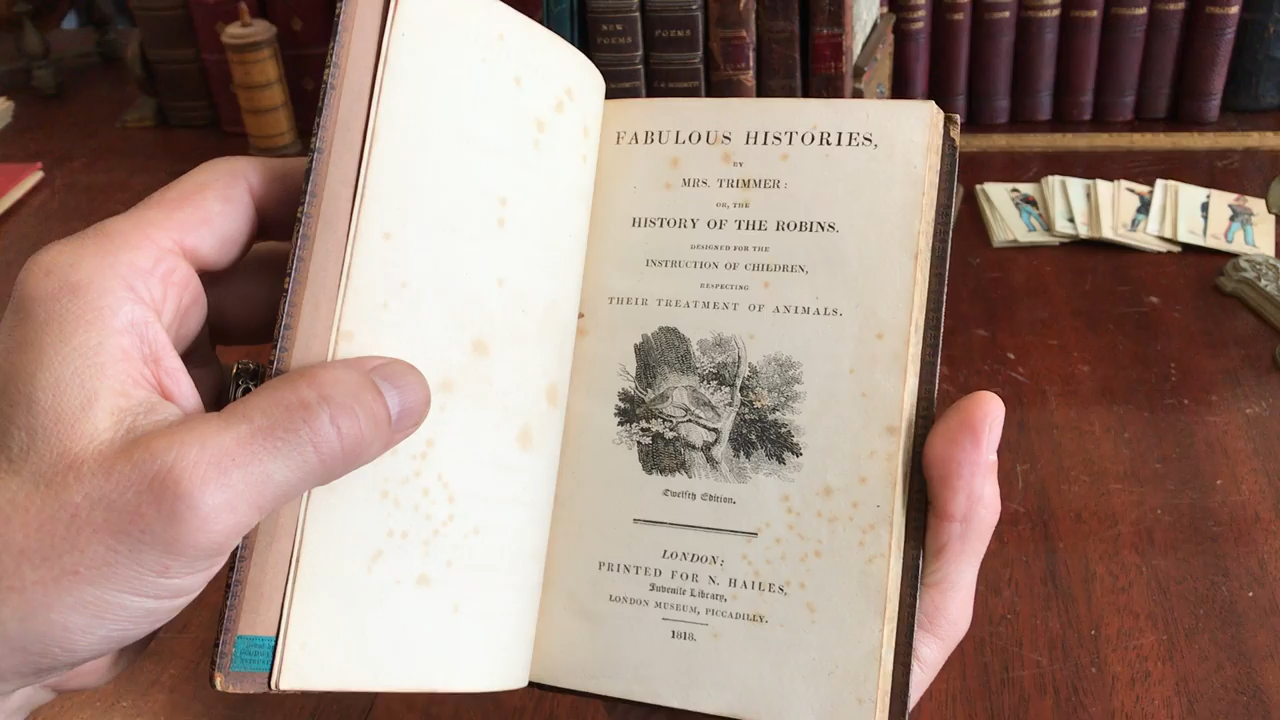 NEW
POEMS
POEMS
FABULOUS HISTORIES,
BY
MRS. TRIMMER:
OR, THE
HISTORY OF THE ROBINS.
DESIGNED FOR THE
INSTRUCTION OF CHILDREN,
RESPECTING
THEIR TREATMENT OF ANIMALS.
Twelfth Edition.
LONDON:
PRINTED FOR N. HAILES,
Juvenile Library,
LONDON MUSEUM, PICCADILLY.
1818.